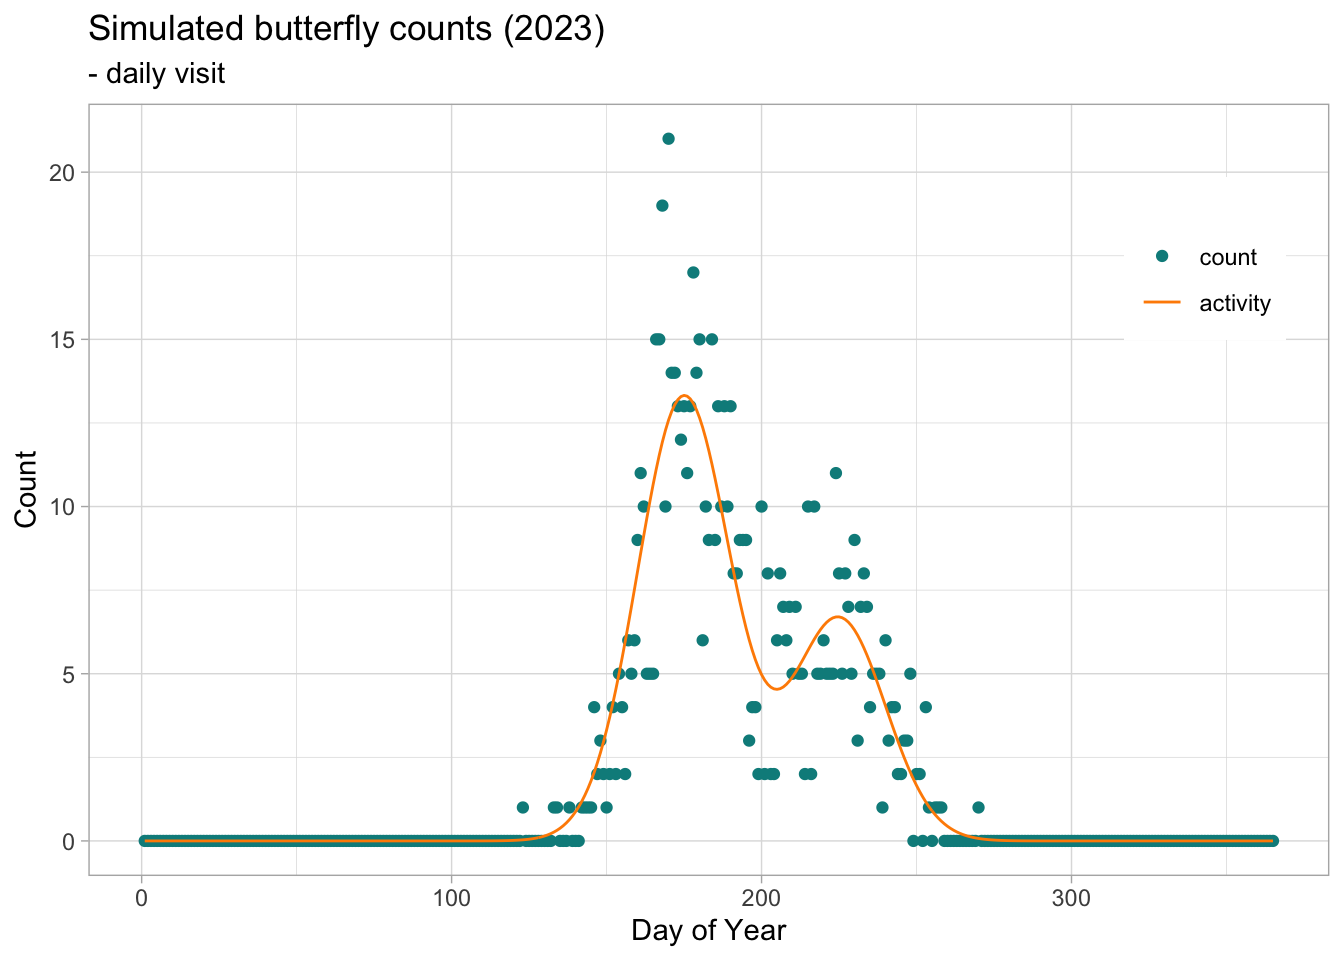 Simulated butterfly counts (2023)
- daily visit
20
15
10
5
0
Count
count
activity
0 100 200 300
Day of Year